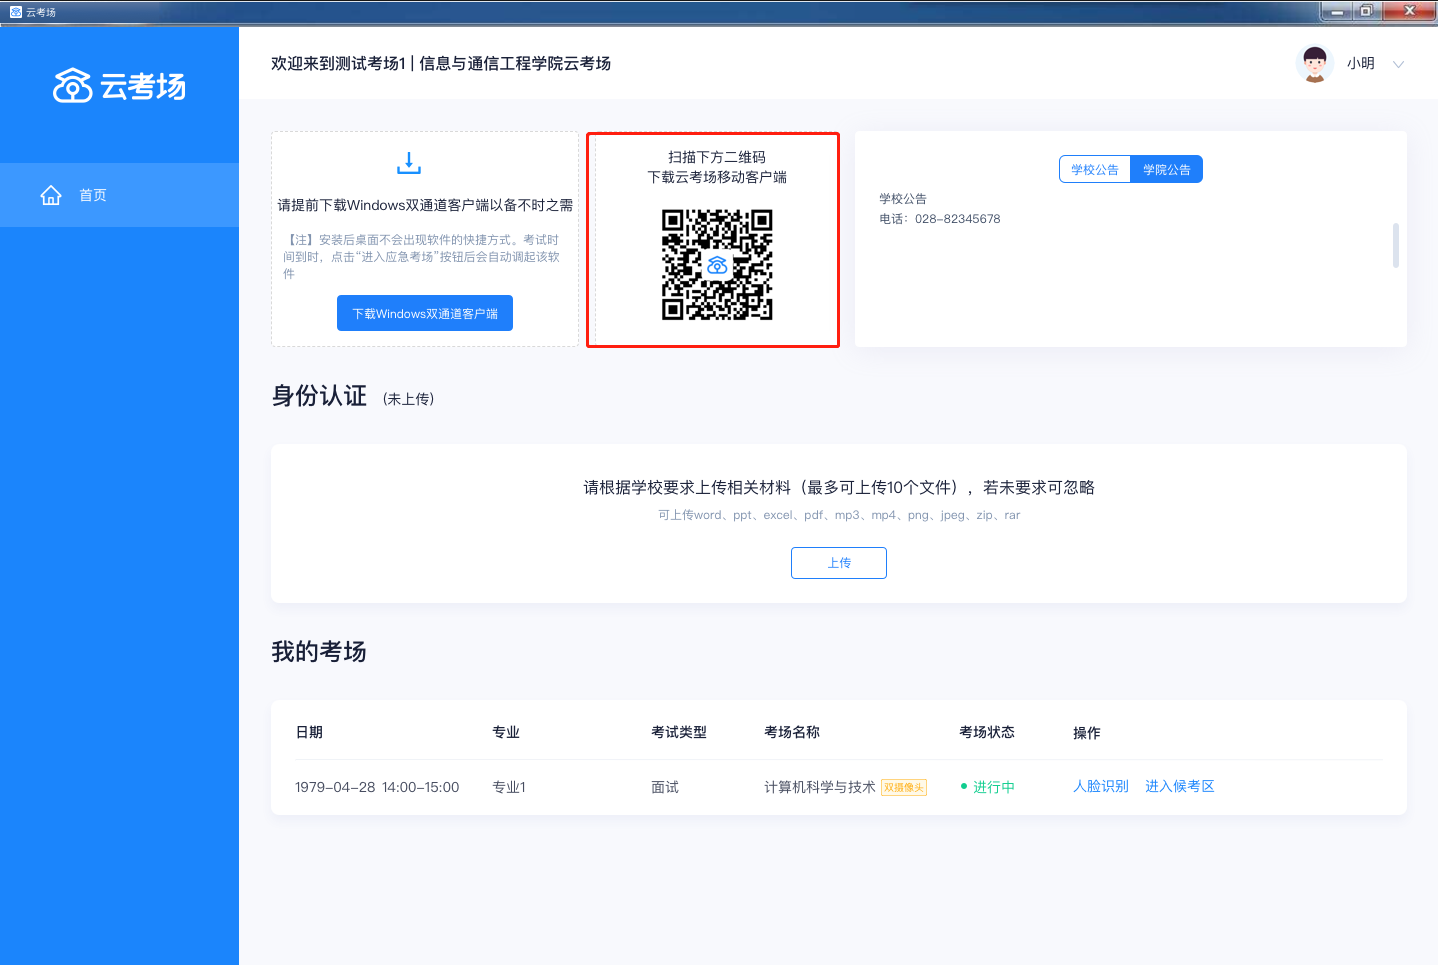 云考场
云考场
首页
欢迎来到测试考场1 | 信息与通信工程学院云考场
小明
请提前下载Windows双通道客户端以备不时之需
【注】安装后桌面不会出现软件的快捷方式。考试时
间到时，点击“进入应急考场”按钮后会自动调起该软
件
下载Windows双通道客户端
扫描下方二维码
下载云考场移动客户端
学校公告 学院公告
学校公告
电话：028-82345678
身份认证 (未上传)
请根据学校要求上传相关材料（最多可上传10个文件），若未要求可忽略
可上传word、ppt、excel、pdf、mp3、mp4、png、jpeg、zip、rar
上传
我的考场
日期 专业 考试类型 考场名称 考场状态 操作
1979-04-28 14:00-15:00 专业1 面试 计算机科学与技术 双摄像头 进行中 人脸识别 进入候考区